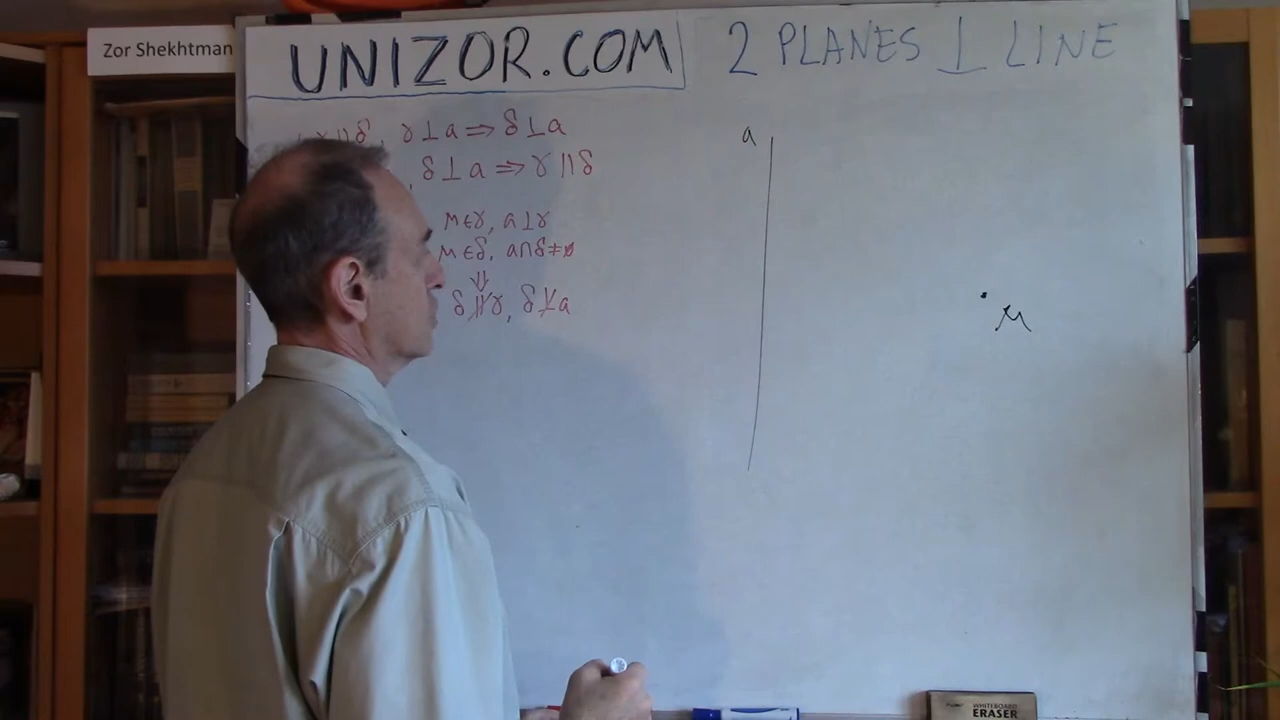 Zor Shekhtman
UNIZOR.COM
2 PLANES ⊥ LINE
γ∥δ, γ⊥a ⇒ δ⊥a
, δ⊥a ⇒ γ∥δ
M∈γ, a⊥γ
M∈δ, a∩δ≠∅
⇓
δ∦γ, δ⊥̸a
a
M
WHITEBOARD
ERASER